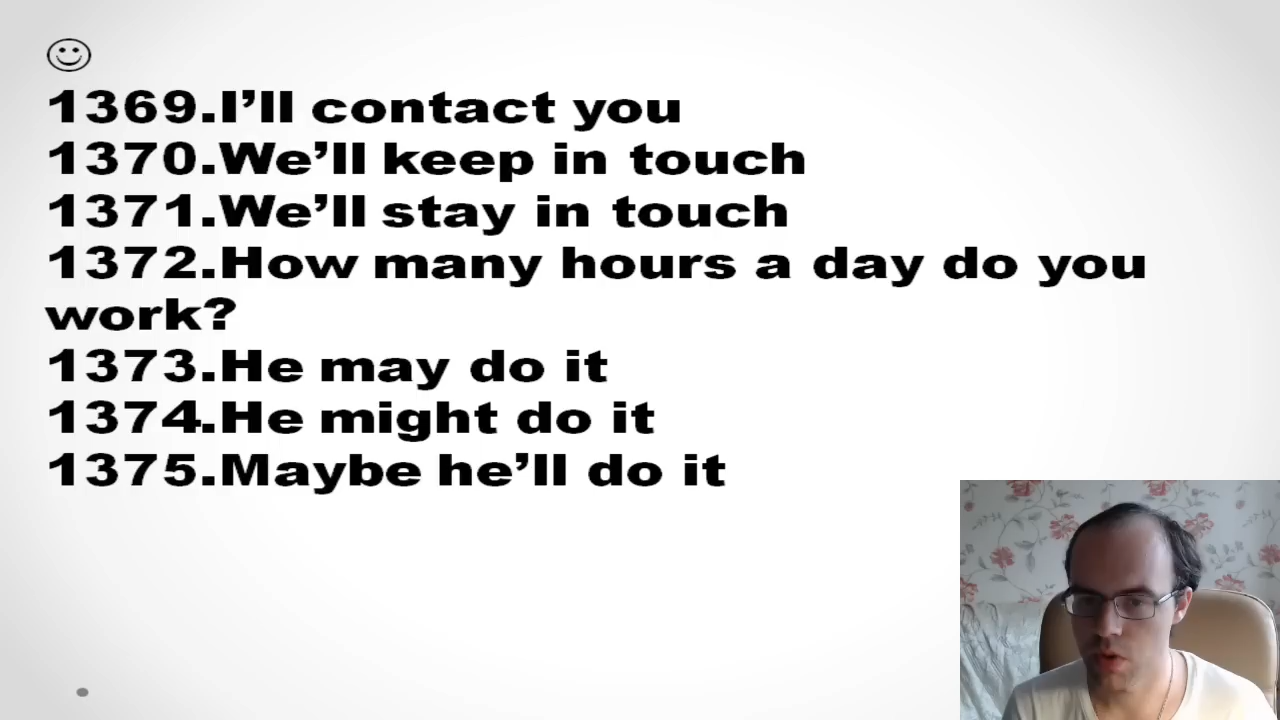 1369.I’ll contact you
1370.We’ll keep in touch
1371.We’ll stay in touch
1372.How many hours a day do you
work?
1373.He may do it
1374.He might do it
1375.Maybe he’ll do it